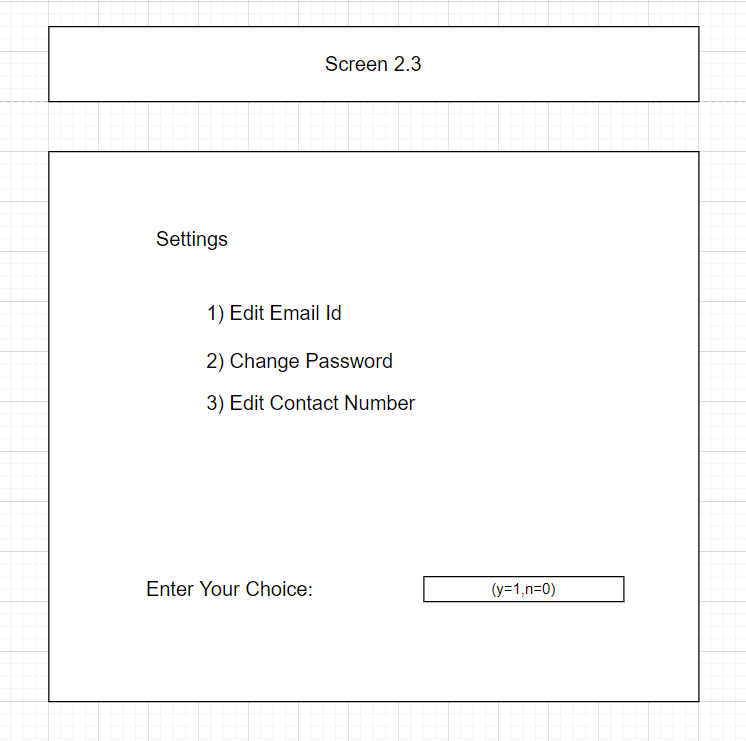 Screen 2.3
Settings
1) Edit Email Id
2) Change Password
3) Edit Contact Number
Enter Your Choice: (y=1,n=0)